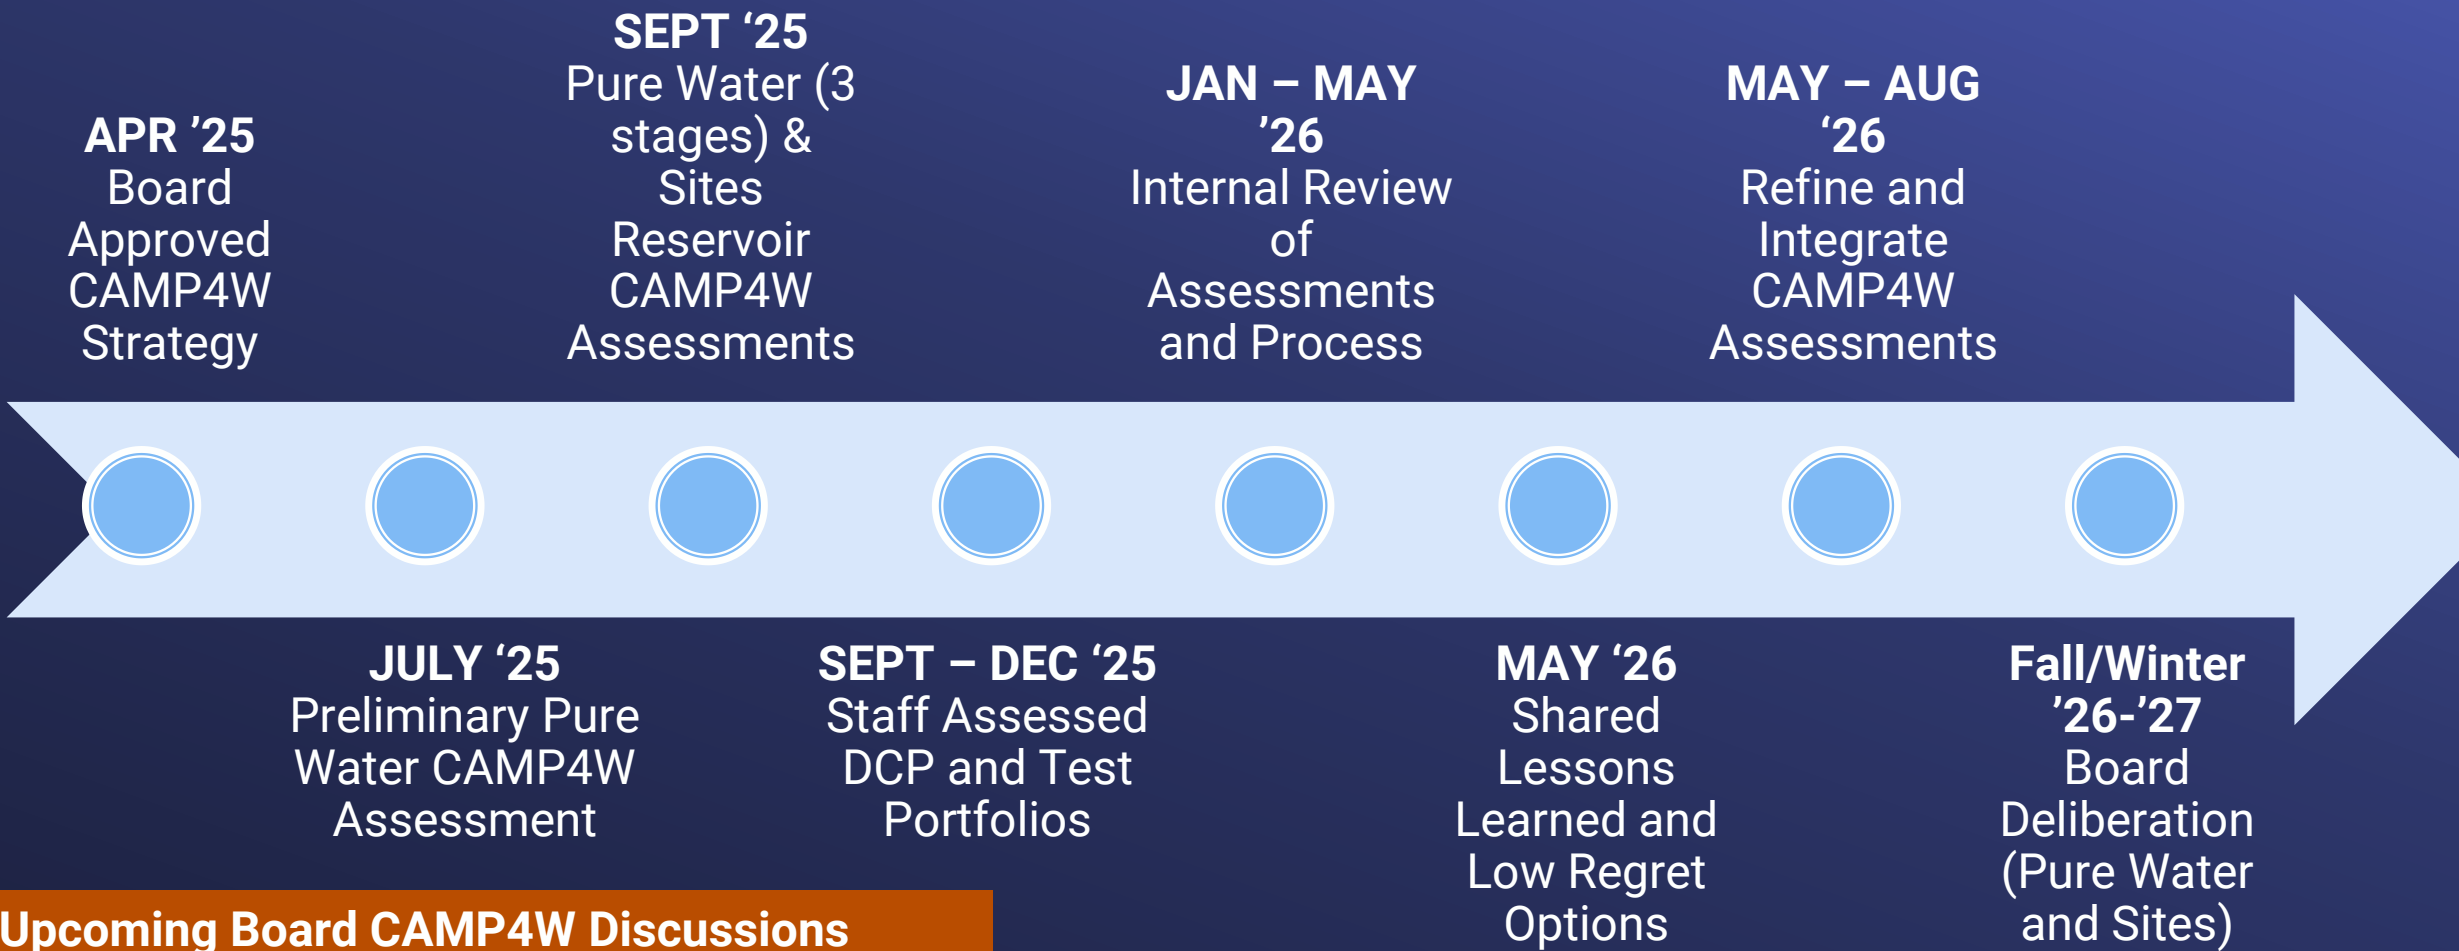 APR ’25
Board
Approved
CAMP4W
Strategy
JULY ‘25
Preliminary Pure
Water CAMP4W
Assessment
SEPT ‘25
Pure Water (3
stages) &
Sites
Reservoir
CAMP4W
Assessments
SEPT – DEC ‘25
Staff Assessed
DCP and Test
Portfolios
JAN – MAY
’26
Internal Review
of
Assessments
and Process
MAY ‘26
Shared
Lessons
Learned and
Low Regret
Options
MAY – AUG
‘26
Refine and
Integrate
CAMP4W
Assessments
Fall/Winter
’26-’27
Board
Deliberation
(Pure Water
and Sites)
Upcoming Board CAMP4W Discussions